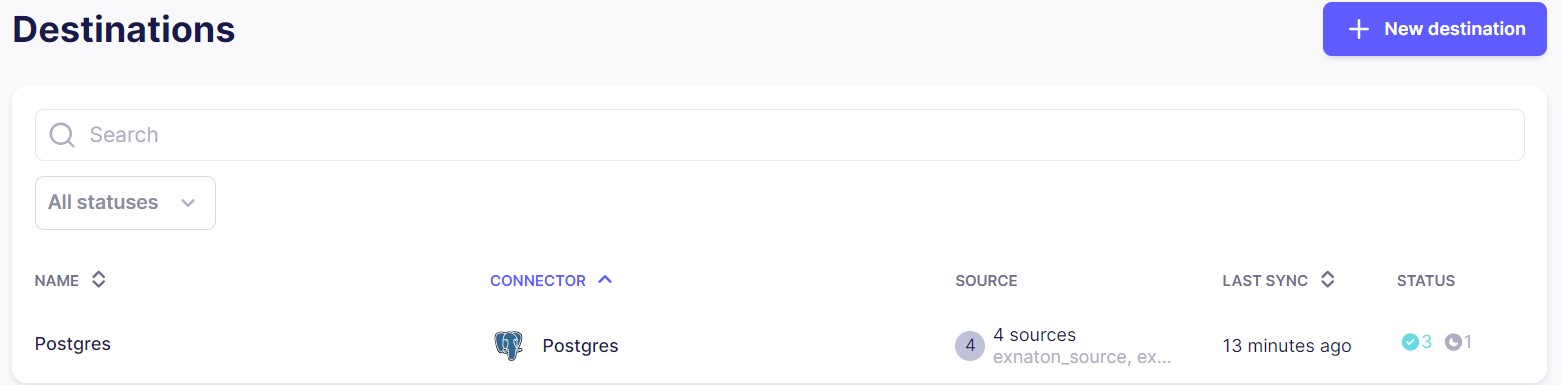 Destinations
New destination
Search
All statuses
NAME CONNECTOR SOURCE LAST SYNC STATUS
Postgres Postgres 4 4 sources 13 minutes ago 3 1
exnaton_source, ex...